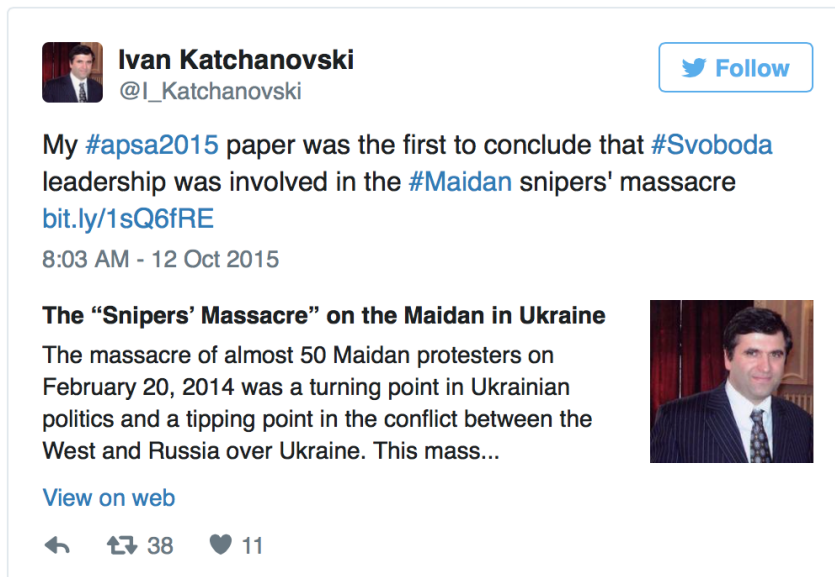 Ivan Katchanovski
@I_Katchanovski
Follow
My #apsa2015 paper was the first to conclude that #Svoboda
leadership was involved in the #Maidan snipers' massacre
bit.ly/1sQ6fRE
8:03 AM - 12 Oct 2015
The “Snipers’ Massacre” on the Maidan in Ukraine
The massacre of almost 50 Maidan protesters on
February 20, 2014 was a turning point in Ukrainian
politics and a tipping point in the conflict between the
West and Russia over Ukraine. This mass...
View on web
38
11